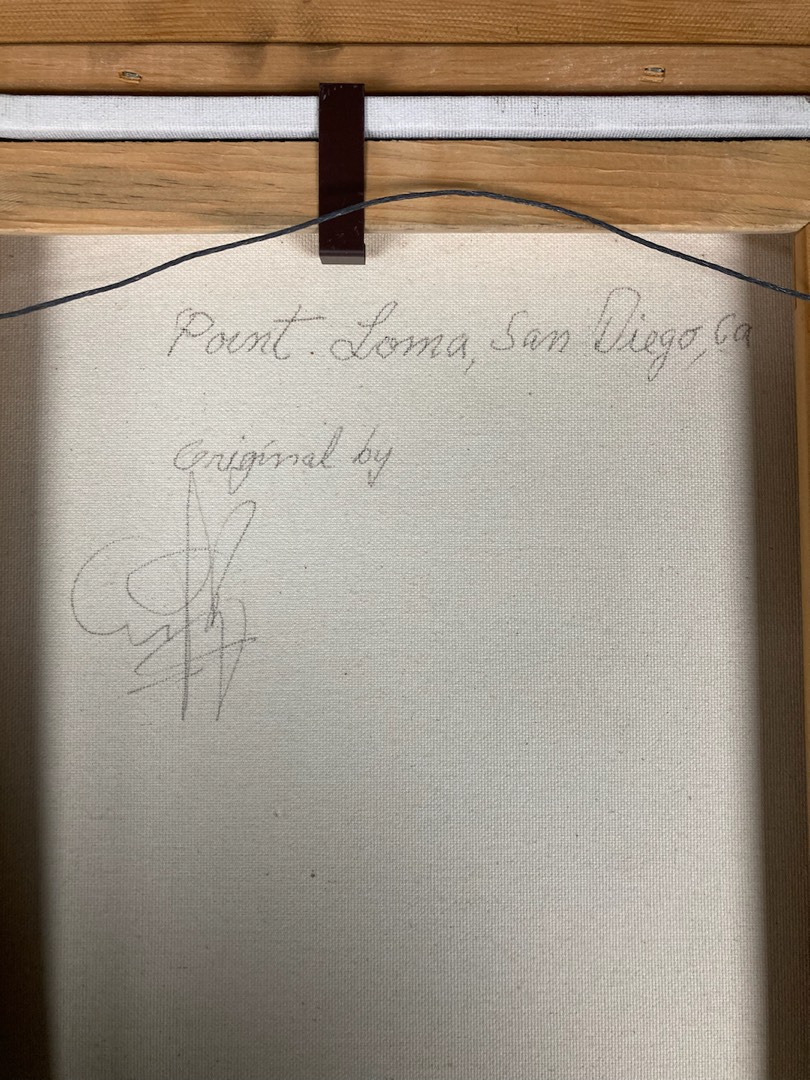 Point. Loma, San Diego, Ca
Original by